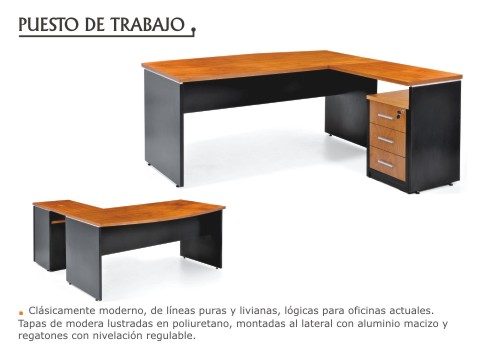 PUESTO DE TRABAJO
Clásicamente moderno, de líneas puras y livianas, lógicas para oficinas actuales.
Tapas de modera lustradas en poliuretano, montadas al lateral con aluminio macizo y
regatones con nivelación regulable.